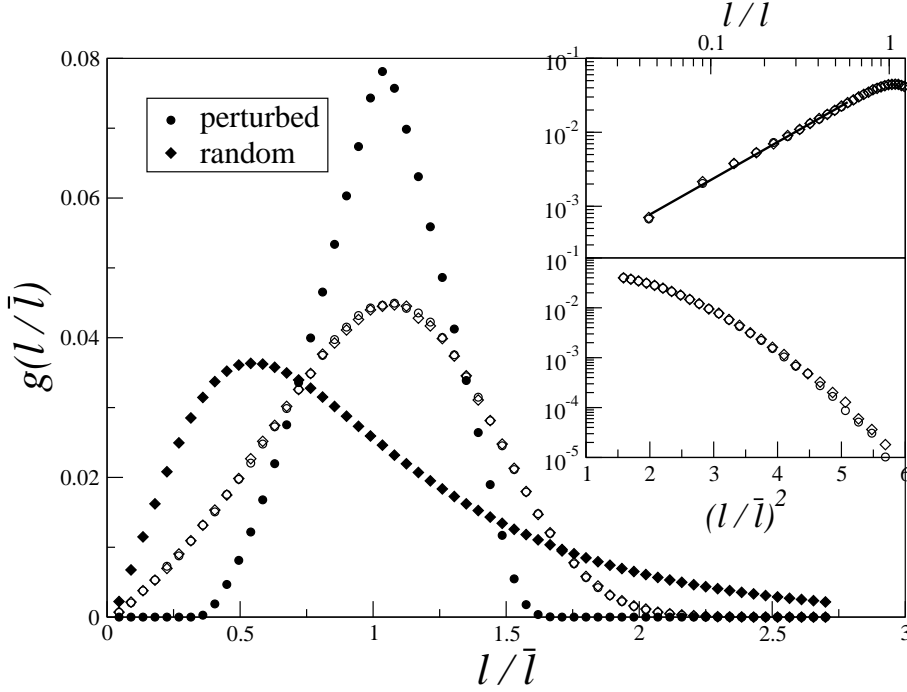 l / l
0.1 1
10^-1
10^-2
10^-3
10^-1
10^-2
10^-3
10^-4
10^-5
1 2 3 4 5 6
(l / l̄)^2
perturbed
random
0.08
0.06
0.04
0.02
0
g(l / l̄)
0 0.5 1 1.5 2 2.5 3
l / l̄